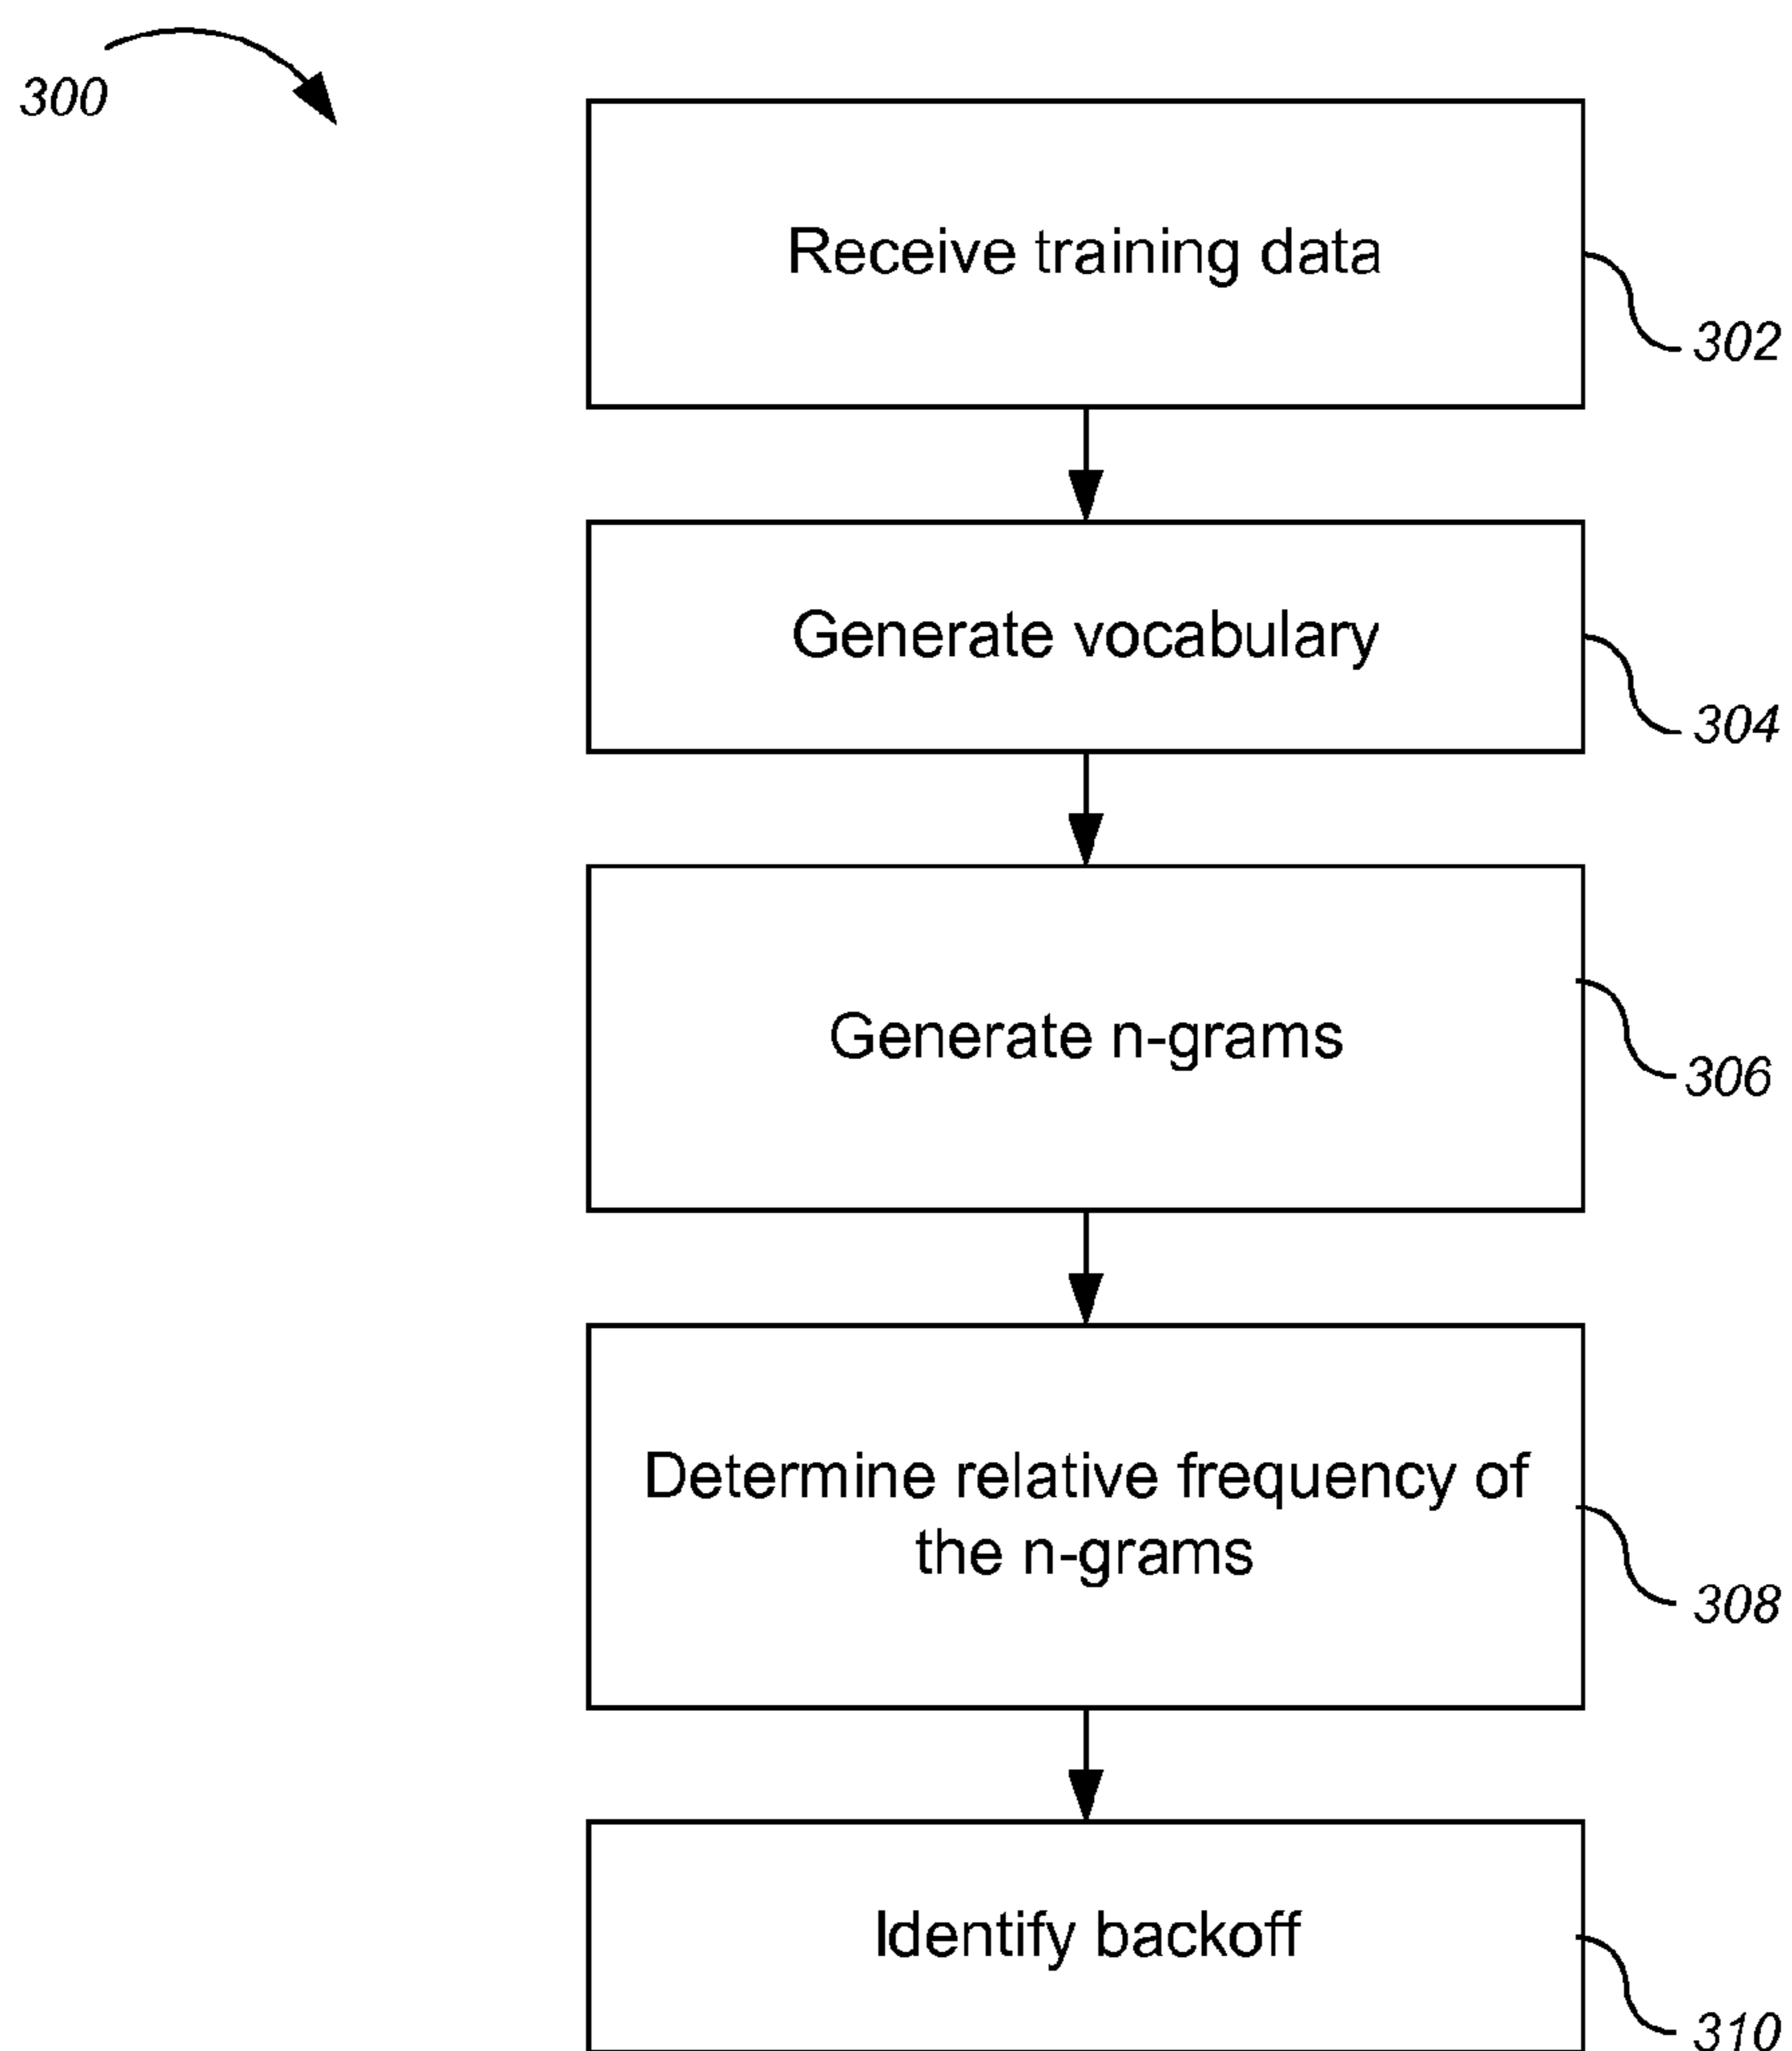 300
Receive training data
302
Generate vocabulary
304
Generate n-grams
306
Determine relative frequency of
the n-grams
308
Identify backoff
310